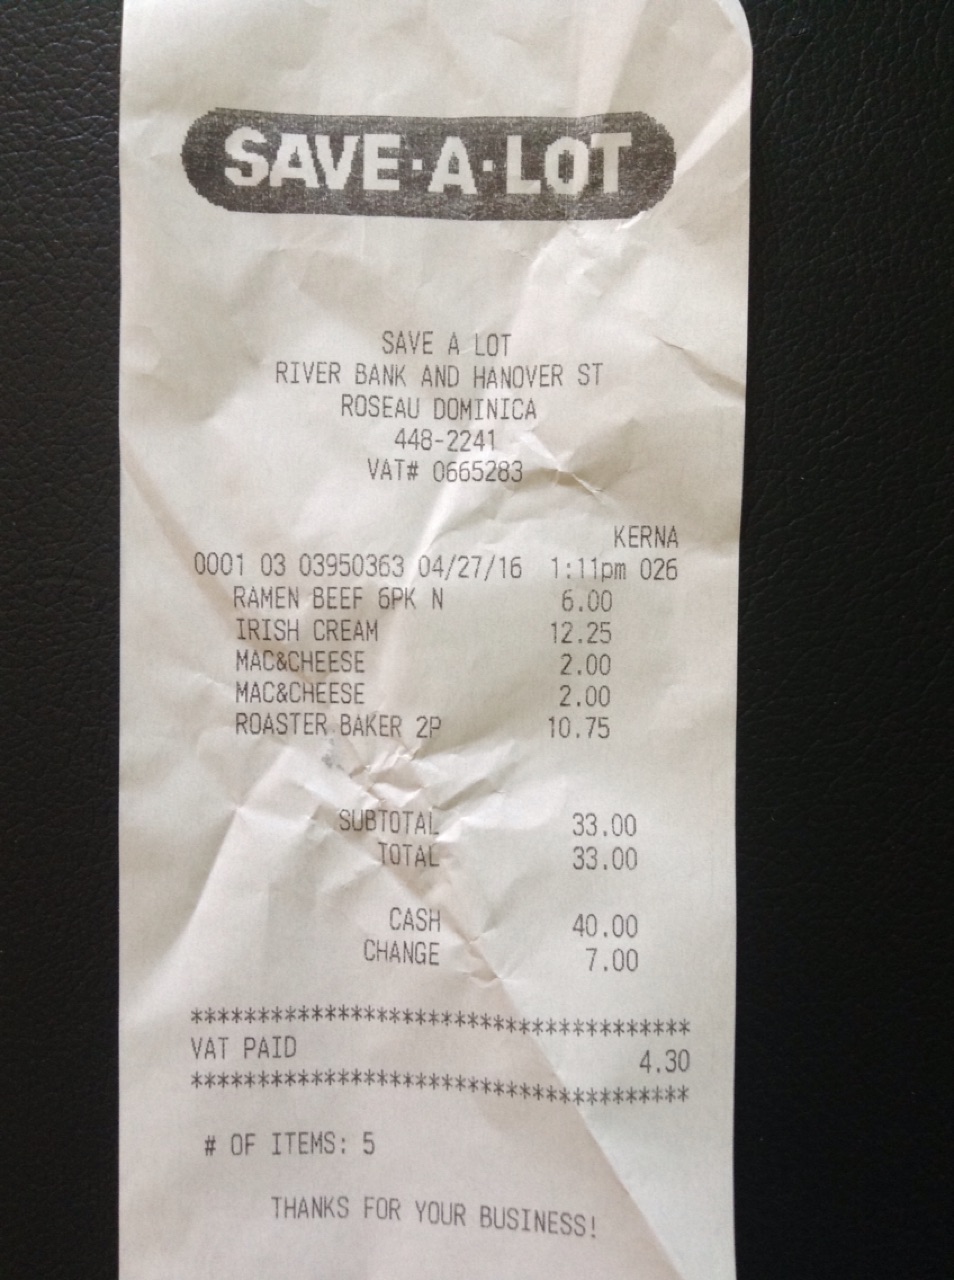 SAVE·A·LOT
SAVE A LOT
RIVER BANK AND HANOVER ST
ROSEAU DOMINICA
448-2241
VAT# 0665283
KERNA
0001 03 03950363 04/27/16 1:11pm 026
RAMEN BEEF 6PK N 6.00
IRISH CREAM 12.25
MAC&CHEESE 2.00
MAC&CHEESE 2.00
ROASTER BAKER 2P 10.75
SUBTOTAL 33.00
TOTAL 33.00
CASH 40.00
CHANGE 7.00
**************************************
VAT PAID 4.30
**************************************
# OF ITEMS: 5
THANKS FOR YOUR BUSINESS!